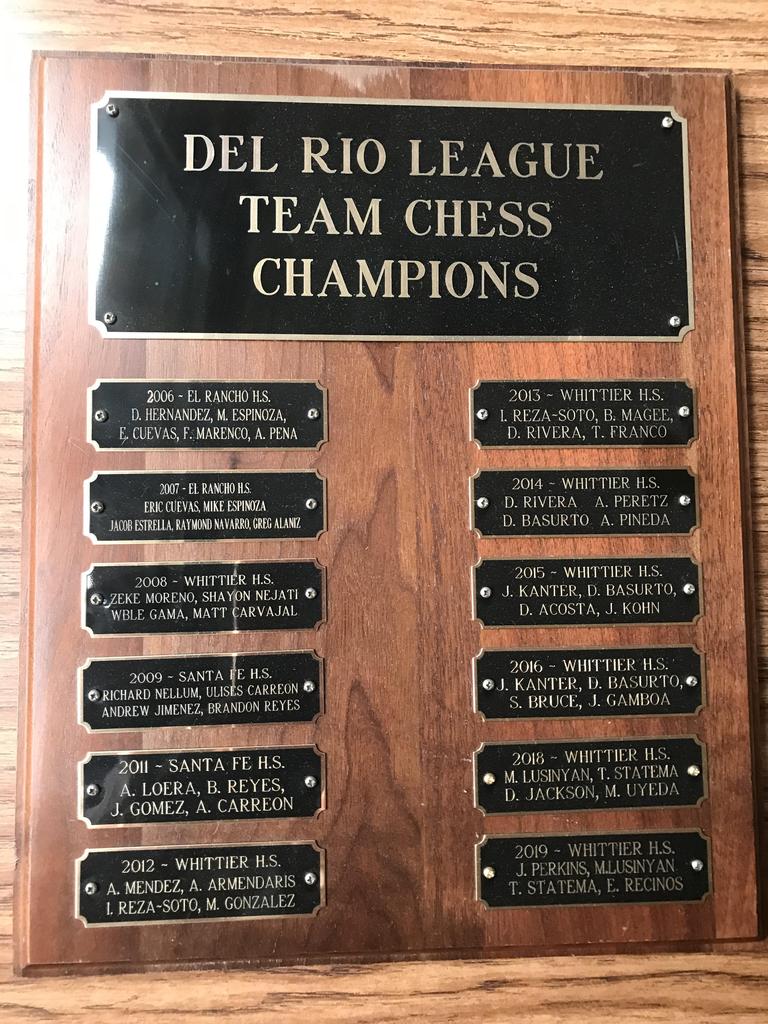 DEL RIO LEAGUE
TEAM CHESS
CHAMPIONS
2006 ~ EL RANCHO H.S.
D. HERNANDEZ, M. ESPINOZA,
E. CUEVAS, F. MARENCO, A. PENA
2007 ~ EL RANCHO H.S.
ERIC CUEVAS, MIKE ESPINOZA
JACOB ESTRELLA, RAYMOND NAVARRO, GREG ALANIZ
2008 ~ WHITTIER H.S.
ZEKE MORENO, SHAYON NEJATI
WBLE GAMA, MATT CARVAJAL
2009 ~ SANTA FE H.S.
RICHARD NELLUM, ULISES CARREON
ANDREW JIMENEZ, BRANDON REYES
2011 ~ SANTA FE H.S.
A. LOERA, B. REYES,
J. GOMEZ, A. CARREON
2012 ~ WHITTIER H.S.
A. MENDEZ, A. ARMENDARIS
I. REZA-SOTO, M. GONZALEZ
2013 ~ WHITTIER H.S.
I. REZA-SOTO, B. MAGEE,
D. RIVERA, T. FRANCO
2014 ~ WHITTIER H.S.
D. RIVERA A. PERETZ
D. BASURTO A. PINEDA
2015 ~ WHITTIER H.S.
J. KANTER, D. BASURTO,
D. ACOSTA, J. KOHN
2016 ~ WHITTIER H.S.
J. KANTER, D. BASURTO,
S. BRUCE, J. GAMBOA
2018 ~ WHITTIER H.S.
M. LUSINYAN, T. STATEMA
D. JACKSON, M. UYEDA
2019 ~ WHITTIER H.S.
J. PERKINS, M.LUSINYAN
T. STATEMA, E. RECINOS